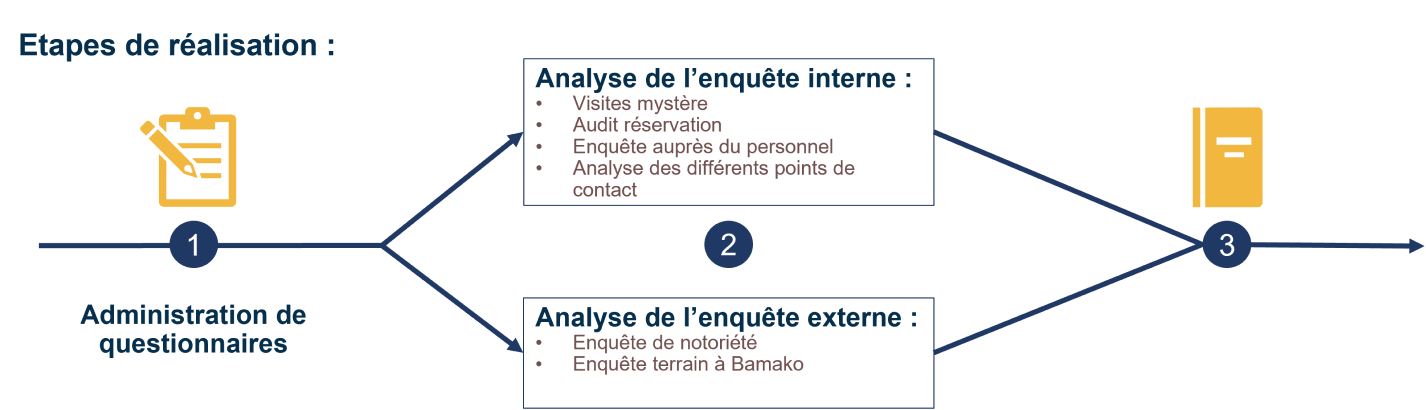 Etapes de réalisation :
1
Administration de
questionnaires
Analyse de l’enquête interne :
• Visites mystère
• Audit réservation
• Enquête auprès du personnel
• Analyse des différents points de
contact
2
Analyse de l’enquête externe :
• Enquête de notoriété
• Enquête terrain à Bamako
3